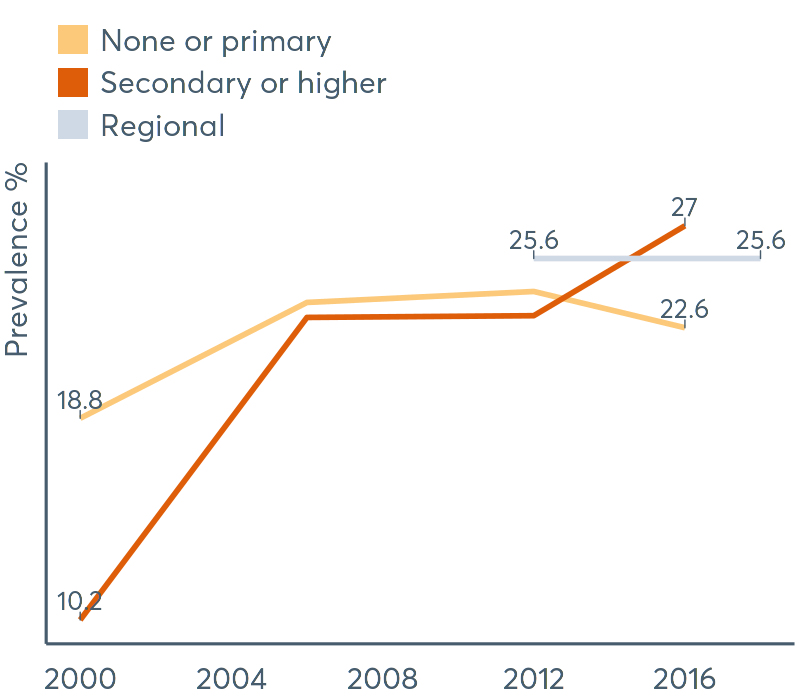 None or primary
Secondary or higher
Regional
Prevalence %
27
25.6
25.6
22.6
18.8
10.2
2000 2004 2008 2012 2016